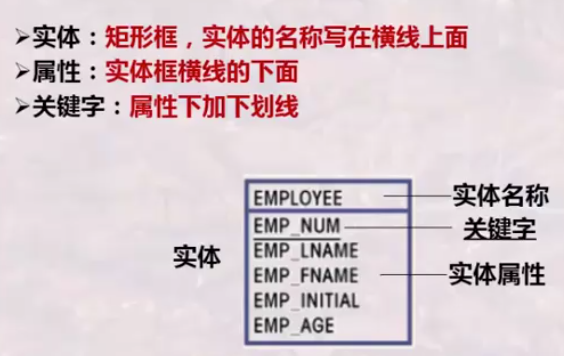 ➢实体：矩形框，实体的名称写在横线上面
➢属性：实体框横线的下面
➢关键字：属性下加下划线
EMPLOYEE 实体名称
EMP_NUM 关键字
EMP_LNAME
实体 EMP_FNAME 实体属性
EMP_INITIAL
EMP_AGE